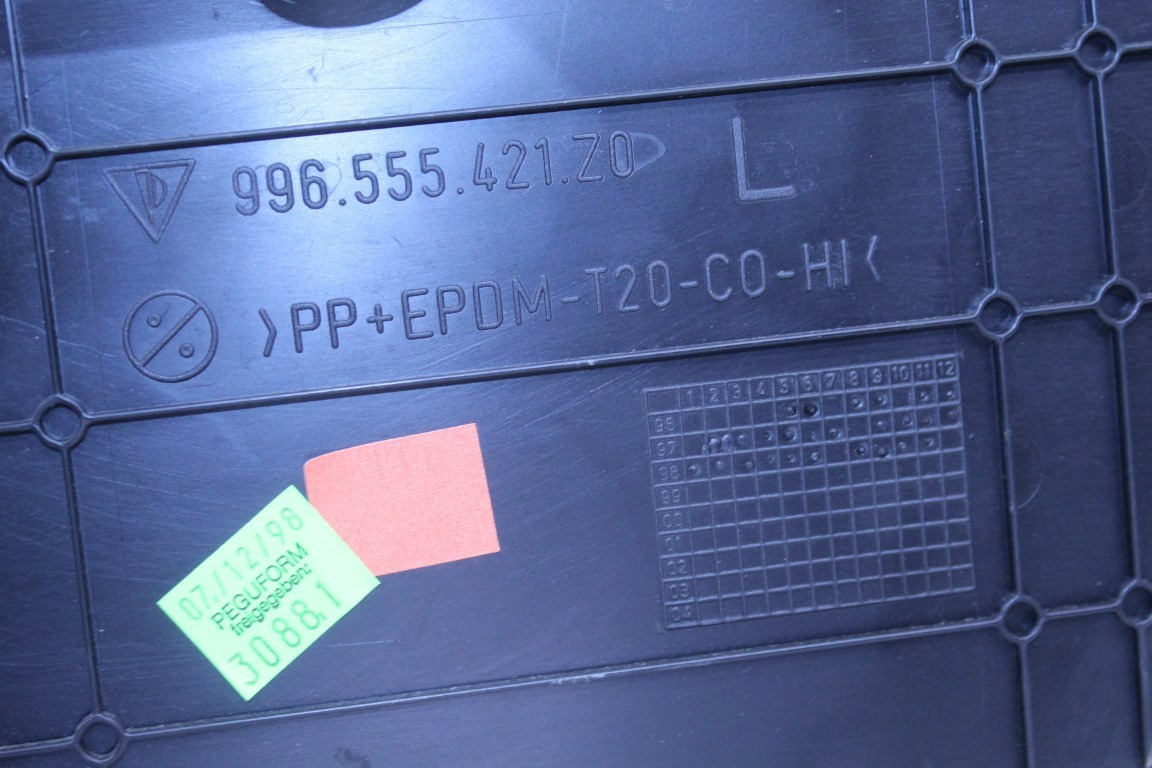 996.555.421.Z0 L
>PP+EPDM-T20-CO-HI<
1 2 3 4 5 6 7 8 9 10 11 12
96
97
98
99
00
01
02
03
04
07/12/98
PEGUFORM
freigegeben:
30881